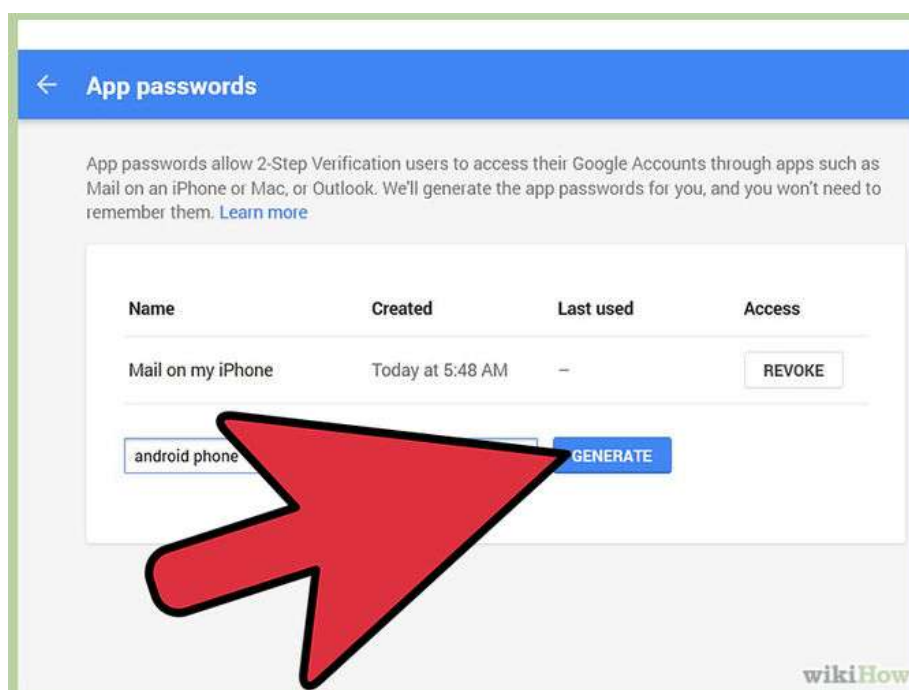 App passwords
App passwords allow 2-Step Verification users to access their Google Accounts through apps such as
Mail on an iPhone or Mac, or Outlook. We'll generate the app passwords for you, and you won't need to
remember them. Learn more
Name Created Last used Access
Mail on my iPhone Today at 5:48 AM – REVOKE
android phone GENERATE
wikiHow